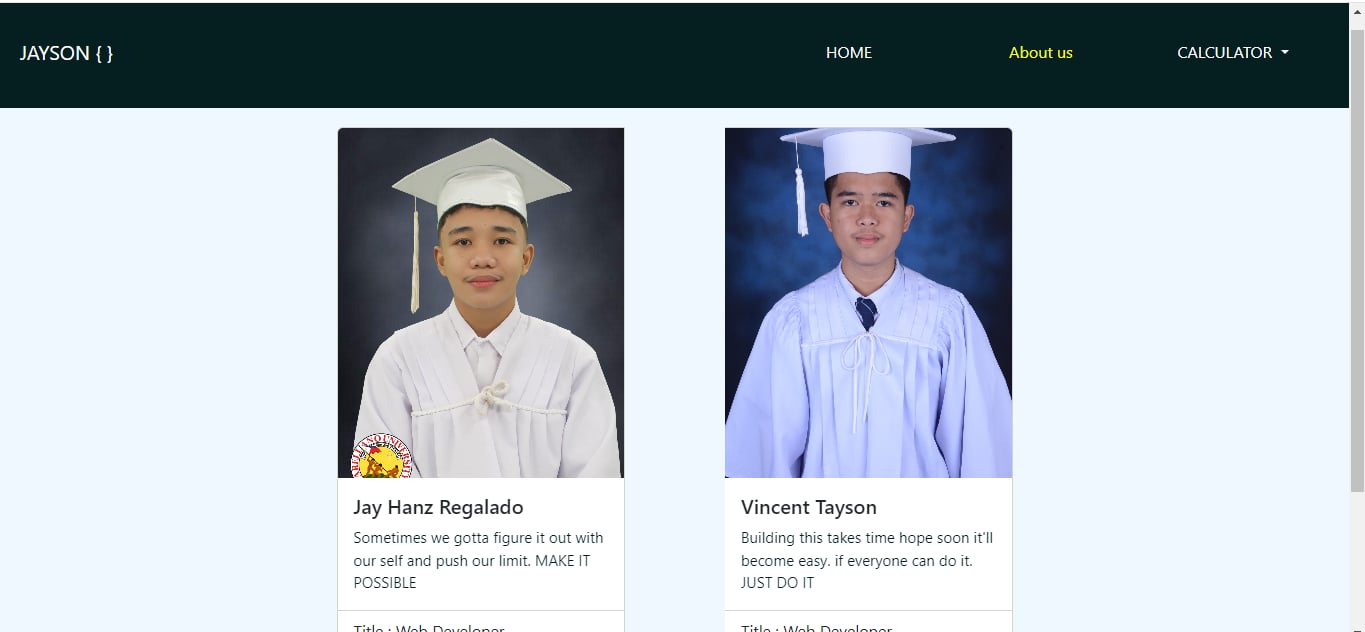 JAYSON { }
HOME
About us
CALCULATOR
Jay Hanz Regalado
Sometimes we gotta figure it out with
our self and push our limit. MAKE IT
POSSIBLE
Title : Web Developer
Vincent Tayson
Building this takes time hope soon it'll
become easy. if everyone can do it.
JUST DO IT
Title : Web Developer